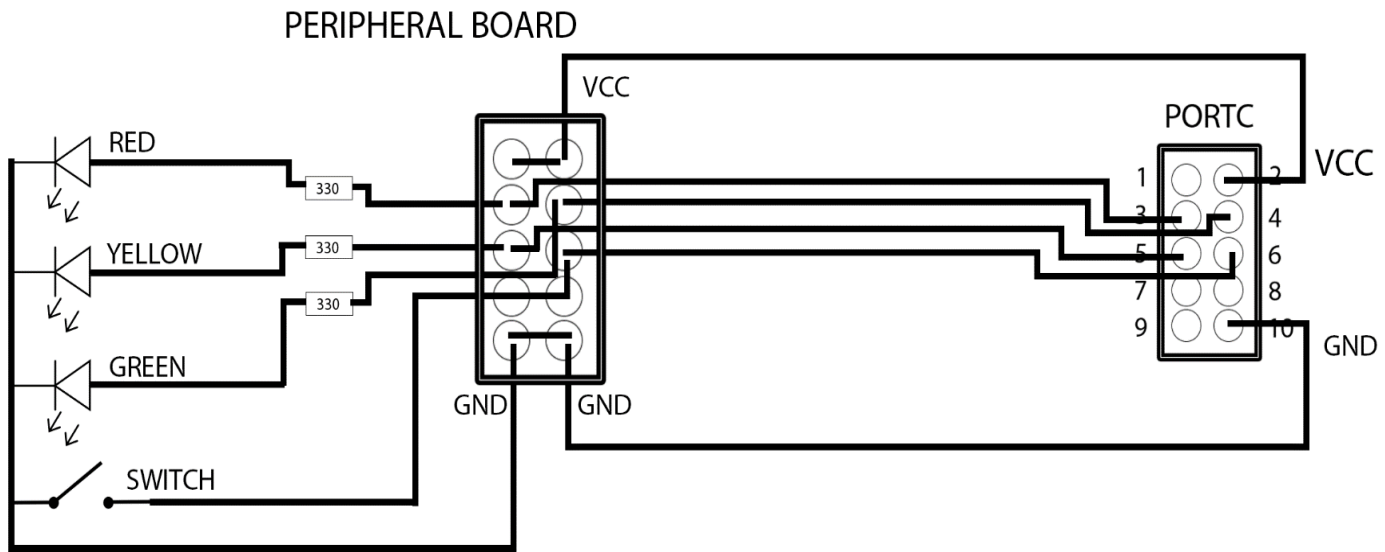 PERIPHERAL BOARD
VCC
PORTC
RED
330
YELLOW
330
330
GREEN
SWITCH
GND
GND
1
2
VCC
3
4
5
6
7
8
9
10
GND